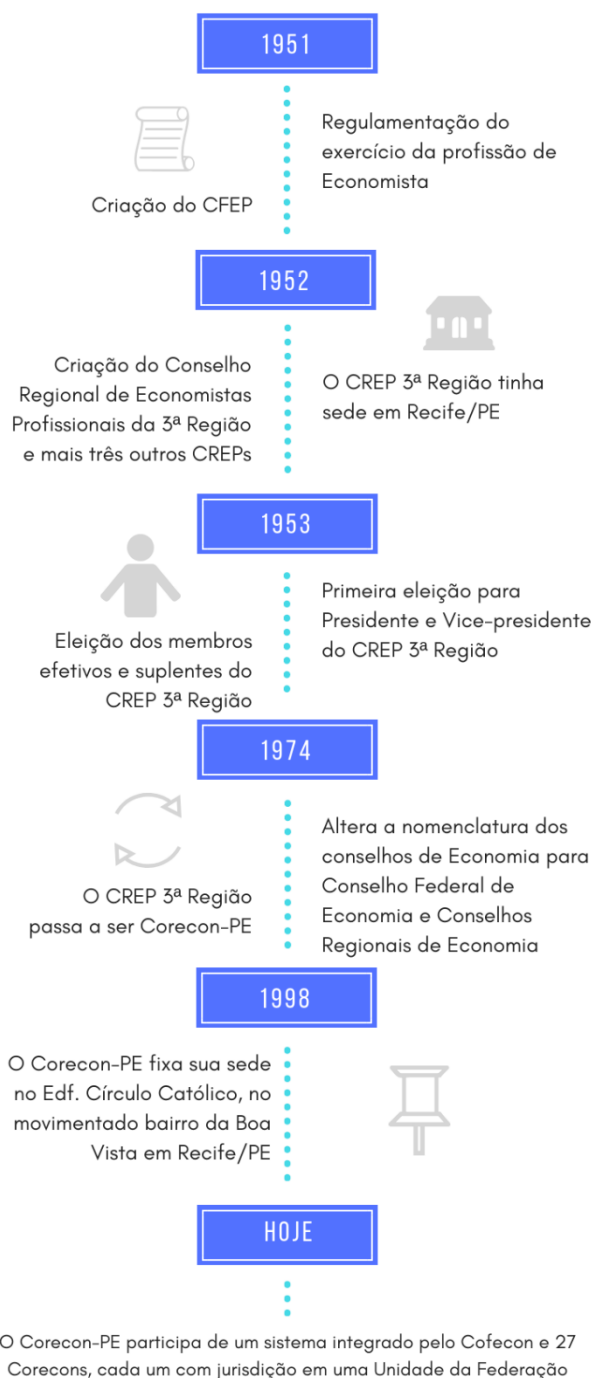 1951
Criação do CFEP
Regulamentação do
exercício da profissão de
Economista
1952
Criação do Conselho
Regional de Economistas
Profissionais da 3ª Região
e mais três outros CREPs
O CREP 3ª Região tinha
sede em Recife/PE
1953
Eleição dos membros
efetivos e suplentes do
CREP 3ª Região
Primeira eleição para
Presidente e Vice-presidente
do CREP 3ª Região
1974
O CREP 3ª Região
passa a ser Corecon-PE
Altera a nomenclatura dos
conselhos de Economia para
Conselho Federal de
Economia e Conselhos
Regionais de Economia
1998
O Corecon-PE fixa sua sede
no Edf. Círculo Católico, no
movimentado bairro da Boa
Vista em Recife/PE
HOJE
O Corecon-PE participa de um sistema integrado pelo Cofecon e 27
Corecons, cada um com jurisdição em uma Unidade da Federação